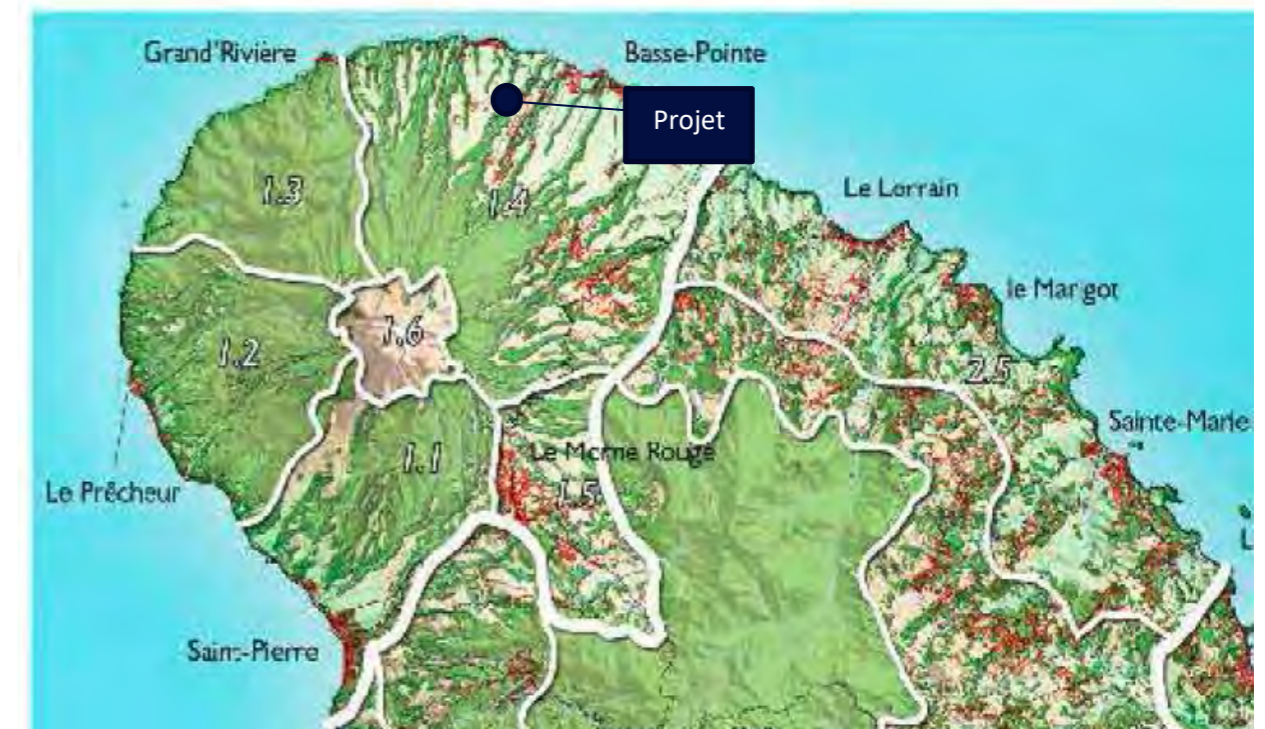 Grand'Rivière
Basse-Pointe
Projet
1.3
1.4
Le Lorrain
le Marigot
1.6
1.2
2.5
Sainte-Marie
1.1
Le Morne Rouge
1.5
Le Prêcheur
L
Saint-Pierre